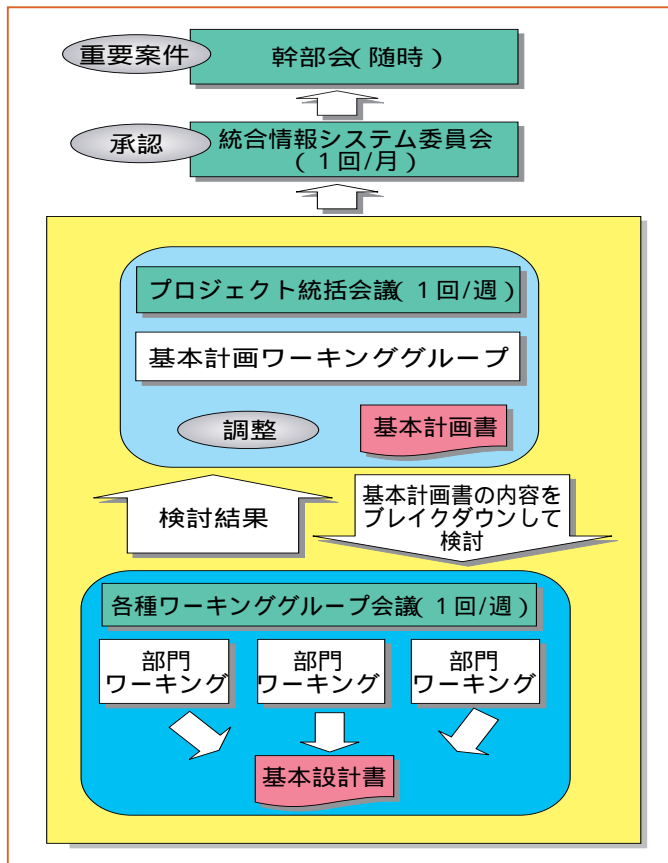 重要案件
幹部会(随時)
承認
統合情報システム委員会
(1回/月)
プロジェクト統括会議(1回/週)
基本計画ワーキンググループ
調整
基本計画書
検討結果
基本計画書の内容を
ブレイクダウンして
検討
各種ワーキンググループ会議(1回/週)
部門
ワーキング
部門
ワーキング
部門
ワーキング
基本設計書